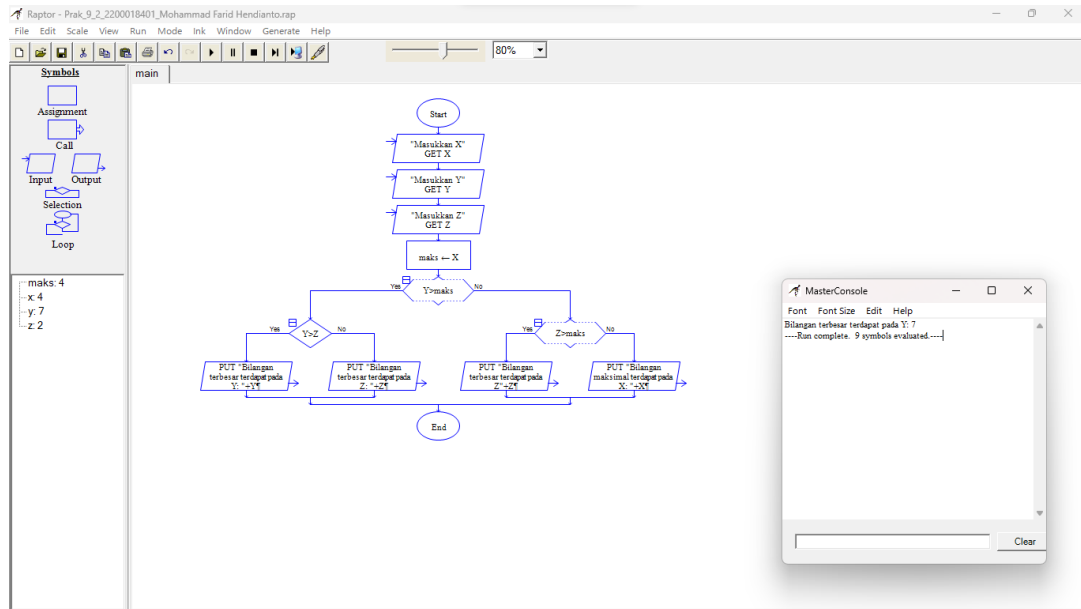 Raptor - Prak_9_2_2200018401_Mohammad Farid Hendianto.rap
File Edit Scale View Run Mode Ink Window Generate Help
80%
Symbols
Assignment
Call
Input Output
Selection
Loop
maks: 4
x: 4
y: 7
z: 2
main
Start
"Masukkan X"
GET X
"Masukkan Y"
GET Y
"Masukkan Z"
GET Z
maks ← X
Yes Y>maks No
Yes Y>Z No
Yes Z>maks No
PUT "Bilangan
terbesar terdapat pada
Y: "+Y¶
PUT "Bilangan
terbesar terdapat pada
Z: "+Z¶
PUT "Bilangan
terbesar terdapat pada
Z"+Z¶
PUT "Bilangan
maksimal terdapat pada
X: "+X¶
End
MasterConsole
Font Font Size Edit Help
Bilangan terbesar terdapat pada Y: 7
----Run complete. 9 symbols evaluated.----
Clear